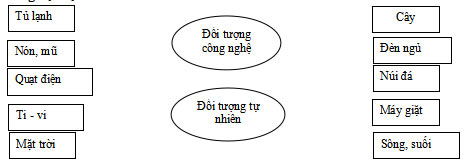 Tủ lạnh
Nón, mũ
Quạt điện
Ti - vi
Mặt trời
Đối tượng
công nghệ
Đối tượng tự
nhiên
Cây
Đèn ngủ
Núi đá
Máy giặt
Sông, suối